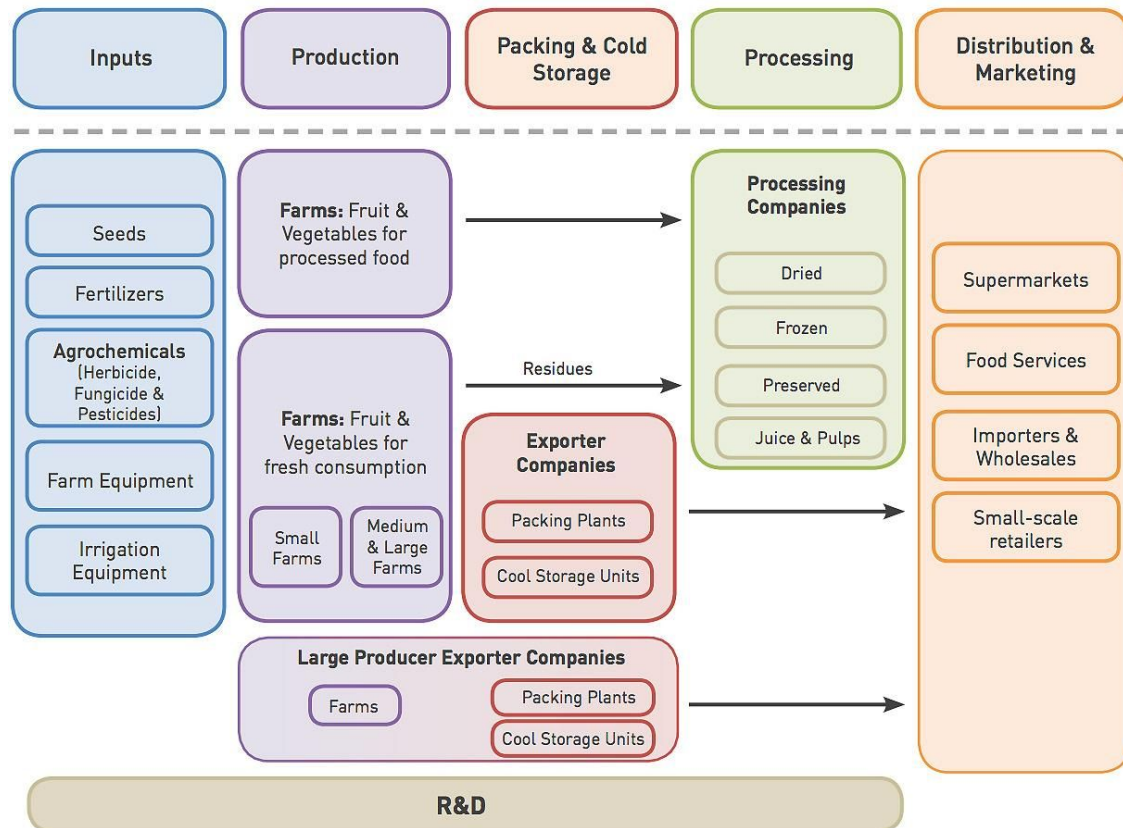 Inputs
Production
Packing & Cold
Storage
Processing
Distribution &
Marketing
Seeds
Fertilizers
Agrochemicals
(Herbicide,
Fungicide &
Pesticides)
Farm Equipment
Irrigation
Equipment
Farms: Fruit &
Vegetables for
processed food
Farms: Fruit &
Vegetables for
fresh consumption
Small
Farms
Medium
& Large
Farms
Residues
Exporter
Companies
Packing Plants
Cool Storage Units
Large Producer Exporter Companies
Farms
Packing Plants
Cool Storage Units
Processing
Companies
Dried
Frozen
Preserved
Juice & Pulps
Supermarkets
Food Services
Importers &
Wholesales
Small-scale
retailers
R&D